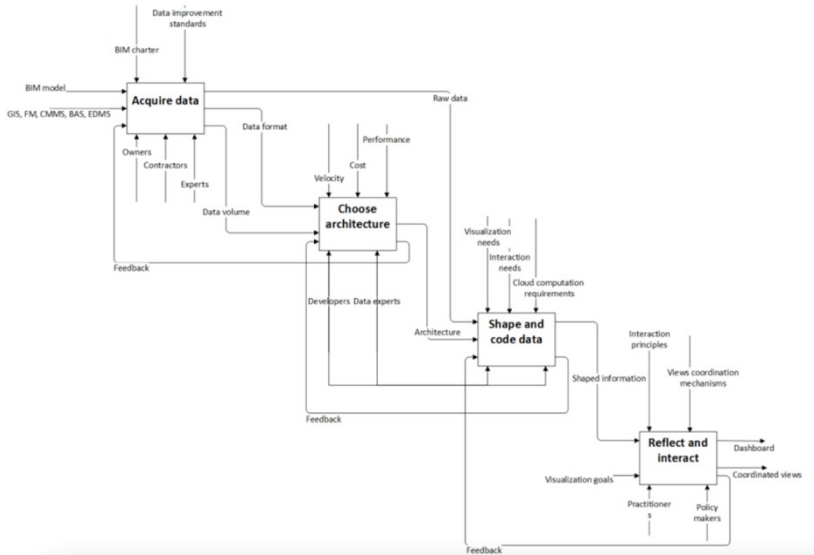 Data improvement
standards
BIM charter
BIM model
Acquire data
GIS, FM, CMMS, BAS, EDMS
Raw data
Data format
Owners
Contractors
Experts
Data volume
Performance
Cost
Velocity
Choose
architecture
Feedback
Visualization
needs
Interaction
needs
Cloud computation
requirements
Developers
Data experts
Architecture
Shape and
code data
Interaction
principles
Views coordination
mechanisms
Shaped information
Feedback
Reflect and
interact
Dashboard
Coordinated views
Visualization goals
Practitioner
s
Policy
makers
Feedback